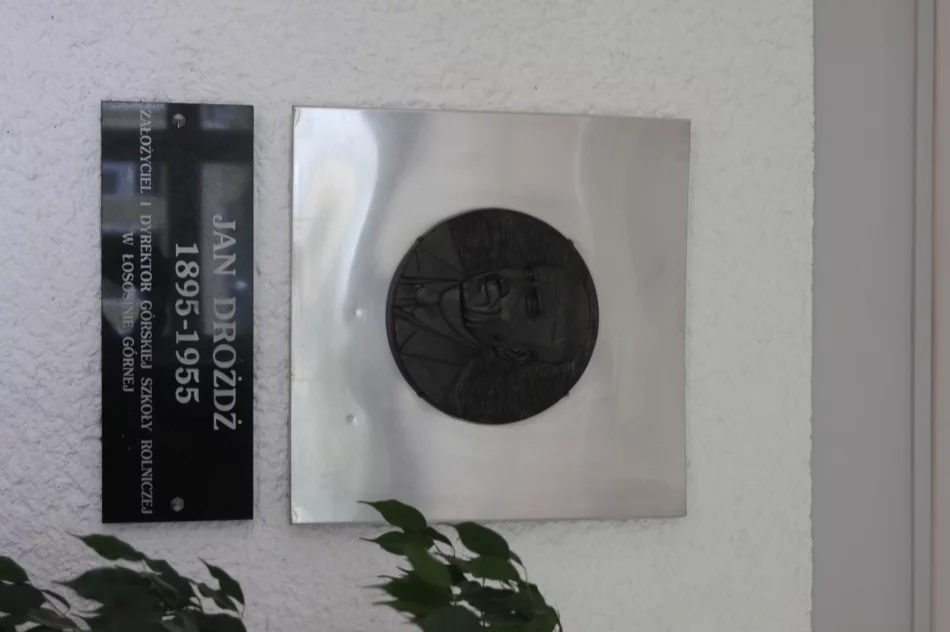 JAN DROŻDŻ
1895-1955
ZAŁOŻYCIEL I DYREKTOR GÓRSKIEJ SZKOŁY ROLNICZEJ
W ŁOSOSINIE GÓRNEJ